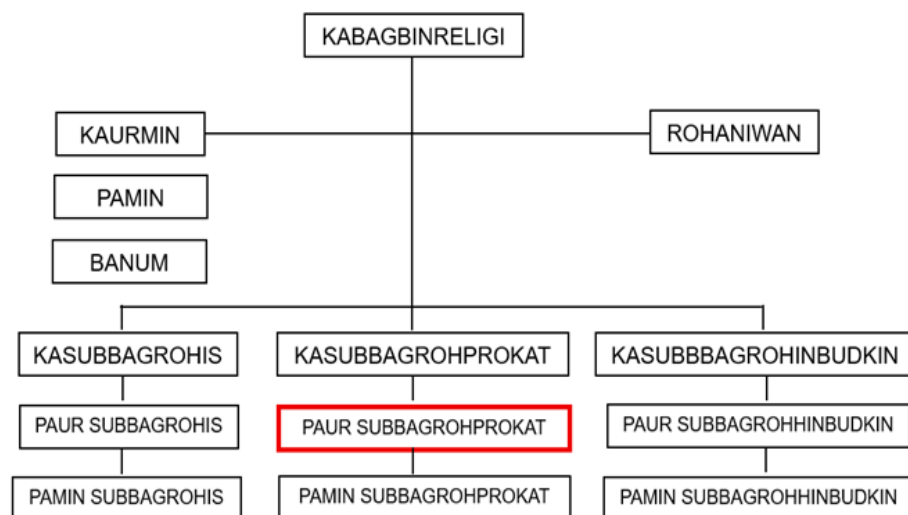 KABAGBINRELIGI
KAURMIN
ROHANIWAN
PAMIN
BANUM
KASUBBAGROHIS
KASUBBAGROHPROKAT
KASUBBBAGROHINBUDKIN
PAUR SUBBAGROHIS
PAUR SUBBAGROHPROKAT
PAUR SUBBAGROHHINBUDKIN
PAMIN SUBBAGROHIS
PAMIN SUBBAGROHPROKAT
PAMIN SUBBAGROHHINBUDKIN